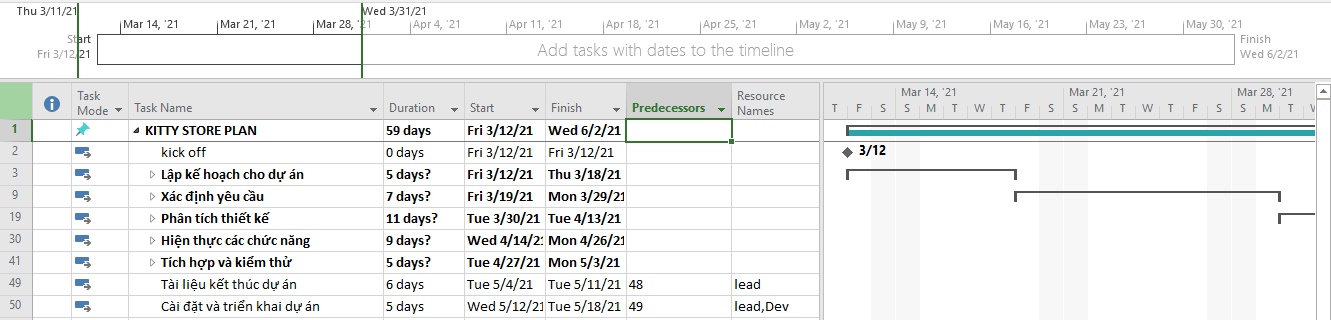 Thu 3/11/21 Wed 3/31/21
Mar 14, '21 Mar 21, '21 Mar 28, '21 Apr 4, '21 Apr 11, '21 Apr 18, '21 Apr 25, '21 May 2, '21 May 9, '21 May 16, '21 May 23, '21 May 30, '21
Start
Fri 3/12/21
Add tasks with dates to the timeline
Finish
Wed 6/2/21
Task Mode Task Name Duration Start Finish Predecessors Resource Names
Mar 14, '21 Mar 21, '21 Mar 28, '21
T F S S M T W T F S S M T W T F S S M T W
1 KITTY STORE PLAN 59 days Fri 3/12/21 Wed 6/2/21
2 kick off 0 days Fri 3/12/21 Fri 3/12/21 3/12
3 Lập kế hoạch cho dự án 5 days? Fri 3/12/21 Thu 3/18/21
9 Xác định yêu cầu 7 days? Fri 3/19/21 Mon 3/29/21
19 Phân tích thiết kế 11 days? Tue 3/30/21 Tue 4/13/21
30 Hiện thực các chức năng 9 days? Wed 4/14/21 Mon 4/26/21
41 Tích hợp và kiểm thử 5 days? Tue 4/27/21 Mon 5/3/21
49 Tài liệu kết thúc dự án 6 days Tue 5/4/21 Tue 5/11/21 48 lead
50 Cài đặt và triển khai dự án 5 days Wed 5/12/21 Tue 5/18/21 49 lead,Dev